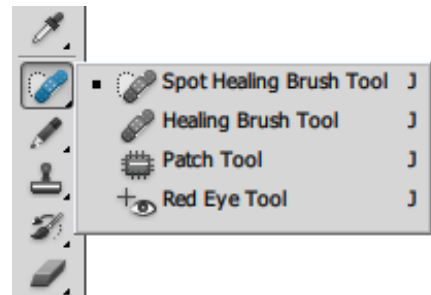 Spot Healing Brush Tool J
Healing Brush Tool J
Patch Tool J
Red Eye Tool J